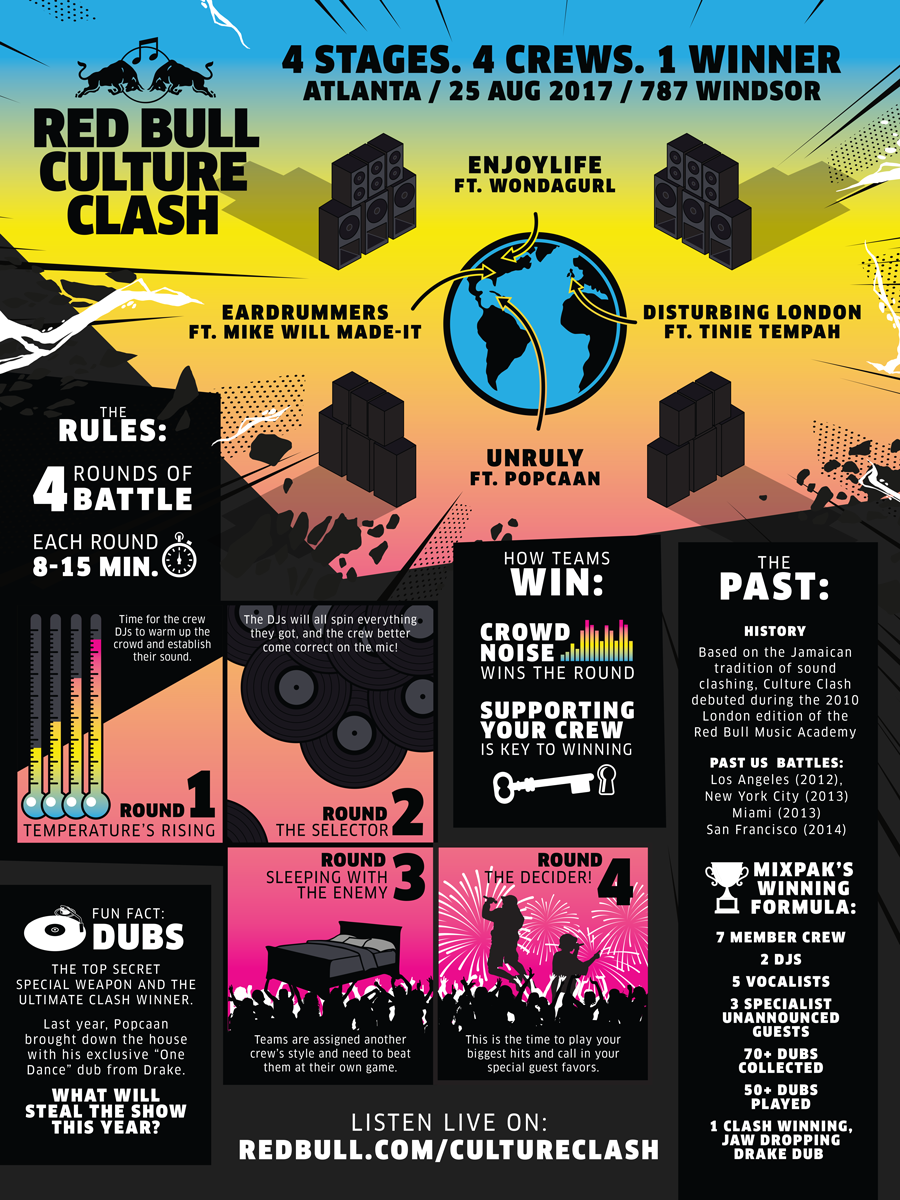 RED BULL
CULTURE
CLASH
4 STAGES. 4 CREWS. 1 WINNER
ATLANTA / 25 AUG 2017 / 787 WINDSOR
ENJOYLIFE
FT. WONDAGURL
EARDRUMMERS
FT. MIKE WILL MADE-IT
DISTURBING LONDON
FT. TINIE TEMPAH
UNRULY
FT. POPCAAN
THE
RULES:
4 ROUNDS OF
BATTLE
EACH ROUND
8-15 MIN.
Time for the crew
DJs to warm up the
crowd and establish
their sound.
ROUND 1
TEMPERATURE'S RISING
The DJs will all spin everything
they got, and the crew better
come correct on the mic!
ROUND 2
THE SELECTOR
ROUND 3
SLEEPING WITH
THE ENEMY
Teams are assigned another
crew's style and need to beat
them at their own game.
ROUND 4
THE DECIDER!
This is the time to play your
biggest hits and call in your
special guest favors.
HOW TEAMS
WIN:
CROWD
NOISE
WINS THE ROUND
SUPPORTING
YOUR CREW
IS KEY TO WINNING
THE
PAST:
HISTORY
Based on the Jamaican
tradition of sound
clashing, Culture Clash
debuted during the 2010
London edition of the
Red Bull Music Academy
PAST US BATTLES:
Los Angeles (2012),
New York City (2013)
Miami (2013)
San Francisco (2014)
MIXPAK'S
WINNING
FORMULA:
7 MEMBER CREW
2 DJS
5 VOCALISTS
3 SPECIALIST
UNANNOUNCED
GUESTS
70+ DUBS
COLLECTED
50+ DUBS
PLAYED
1 CLASH WINNING,
JAW DROPPING
DRAKE DUB
FUN FACT:
DUBS
THE TOP SECRET
SPECIAL WEAPON AND THE
ULTIMATE CLASH WINNER.
Last year, Popcaan
brought down the house
with his exclusive "One
Dance" dub from Drake.
WHAT WILL
STEAL THE SHOW
THIS YEAR?
LISTEN LIVE ON:
REDBULL.COM/CULTURECLASH